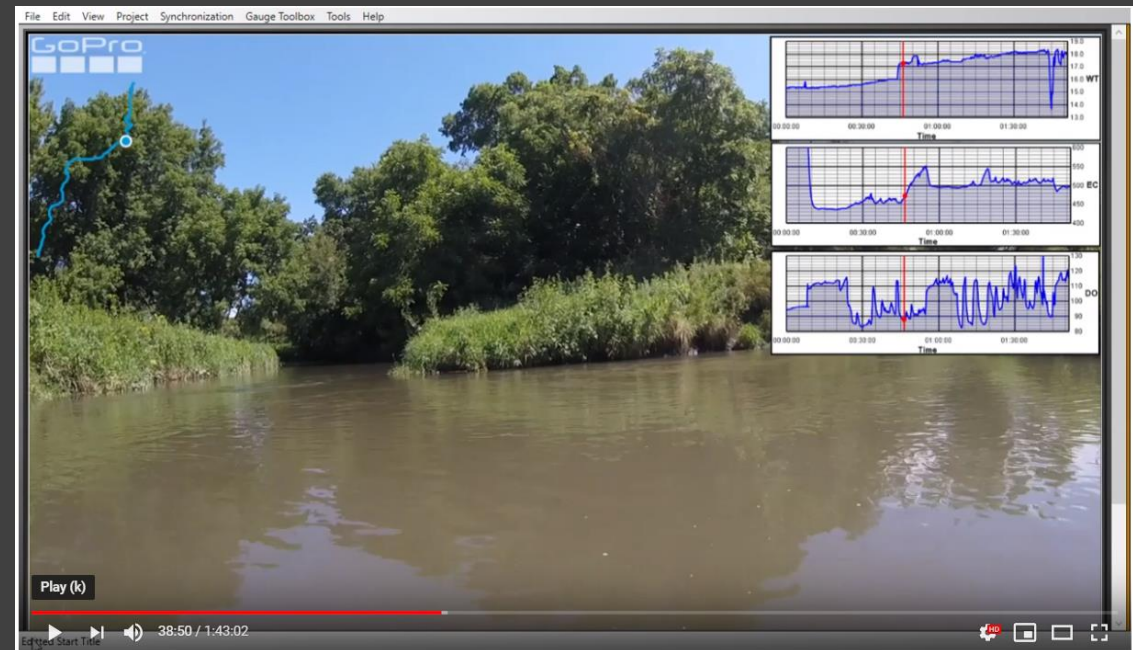 File Edit View Project Synchronization Gauge Toolbox Tools Help
GoPro
18.0
17.0
16.0 WT
15.0
14.0
13.0
00:00:00 00:30:00 01:00:00 01:30:00
Time
600
550
500 EC
450
400
00:00:00 00:30:00 01:00:00 01:30:00
Time
130
120
110
100 DO
90
80
00:00:00 00:30:00 01:00:00 01:30:00
Time
Play (k)
38:50 / 1:43:02
HD
Edited Start Title